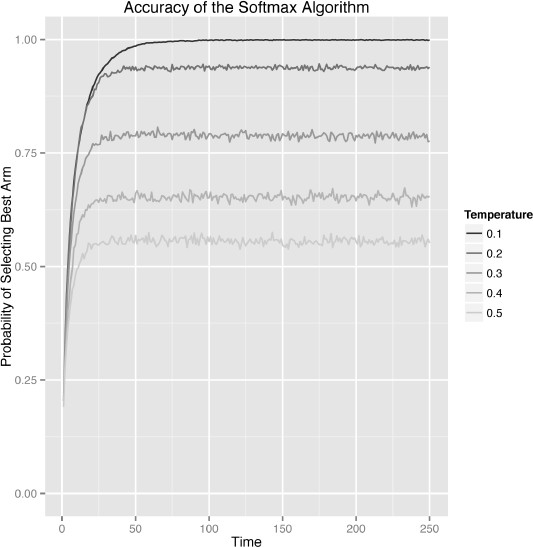 Accuracy of the Softmax Algorithm
Probability of Selecting Best Arm
1.00
0.75
0.50
0.25
0.00
0 50 100 150 200 250
Time
Temperature
0.1
0.2
0.3
0.4
0.5